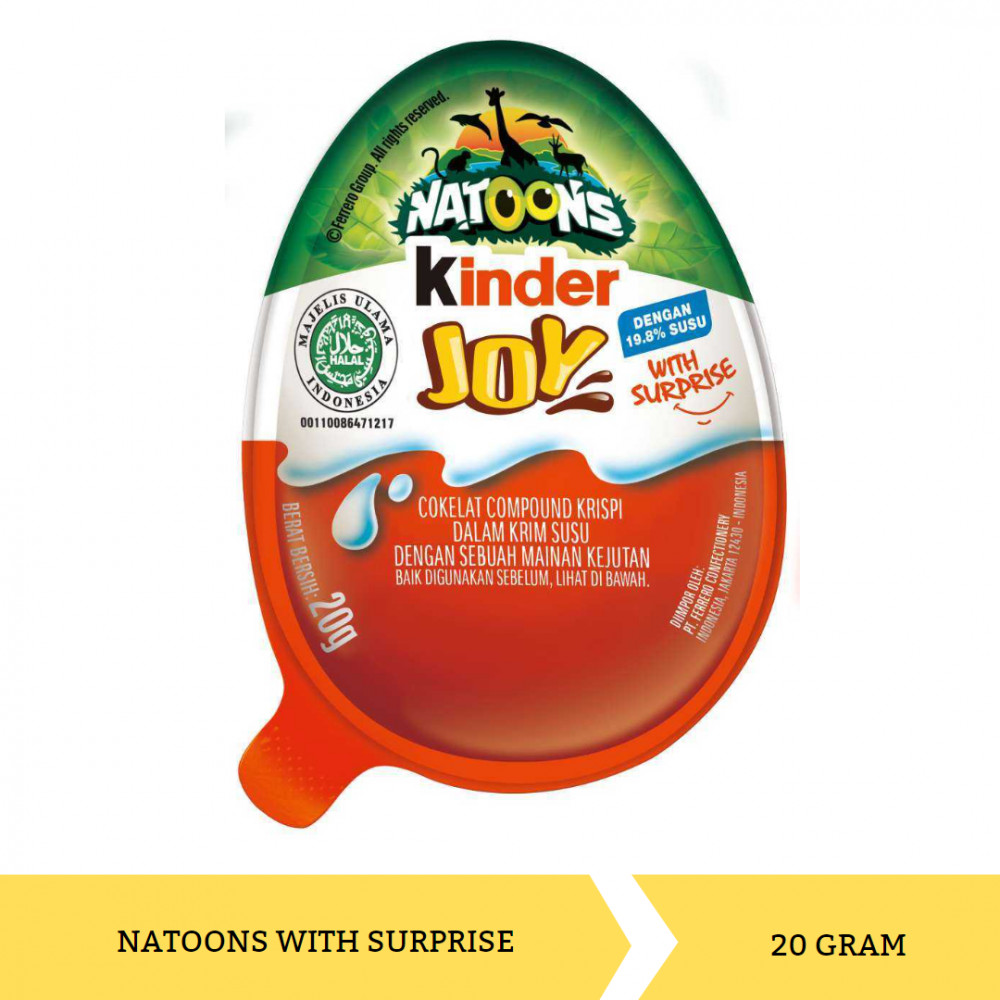 ©Ferrero Group. All rights reserved.
NATOONS
kinder
JOY
MAJELIS ULAMA
حلال
HALAL
INDONESIA
00110086471217
DENGAN
19.8% SUSU
WITH
SURPRISE
COKELAT COMPOUND KRISPI
DALAM KRIM SUSU
DENGAN SEBUAH MAINAN KEJUTAN
BAIK DIGUNAKAN SEBELUM, LIHAT DI BAWAH.
BERAT BERSIH: 20g
DIIMPOR OLEH:
PT. FERRERO CONFECTIONERY
INDONESIA, JAKARTA 12430 - INDONESIA
NATOONS WITH SURPRISE
20 GRAM